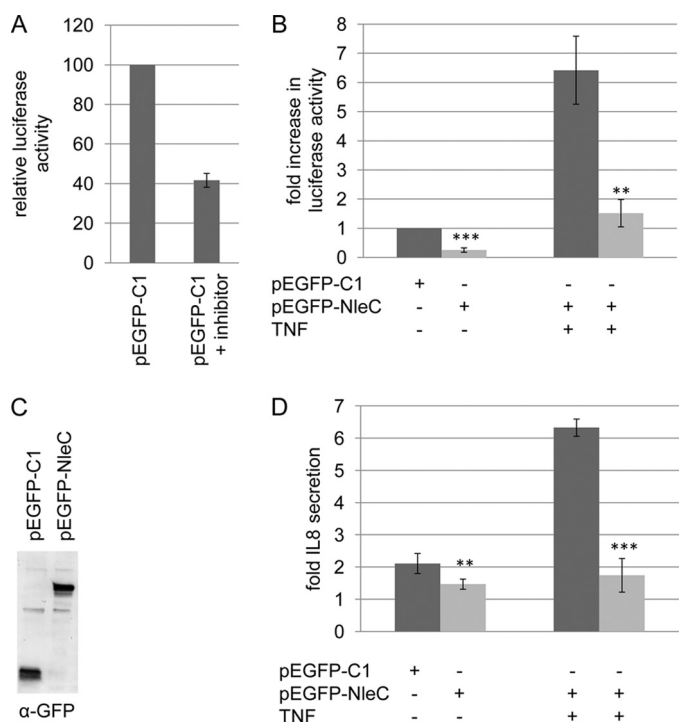 A
relative luciferase
activity
100
80
60
40
20
0
pEGFP-C1
pEGFP-C1
+ inhibitor
B
fold increase in
luciferase activity
8
7
6
5
4
3
2
1
0
***
**
pEGFP-C1 + - - -
pEGFP-NleC - + + +
TNF - - + +
C
pEGFP-C1
pEGFP-NleC
α-GFP
D
fold IL8 secretion
7
6
5
4
3
2
1
0
**
***
pEGFP-C1 + - - -
pEGFP-NleC - + + +
TNF - - + +